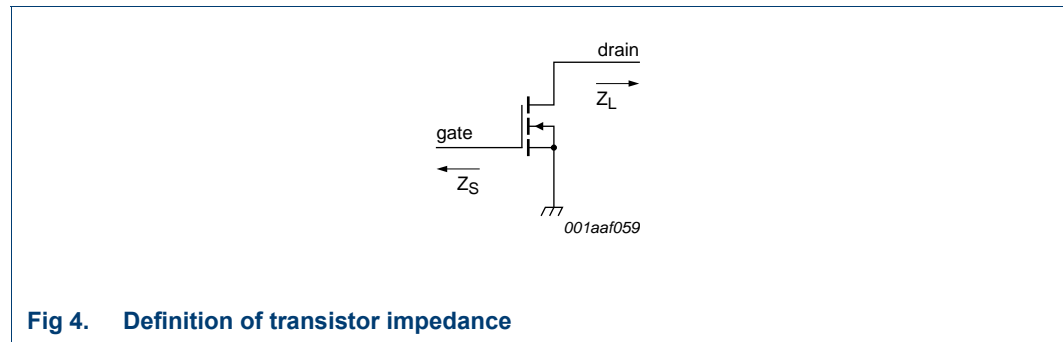 drain
Z_L
gate
Z_S
001aaf059
Fig 4. Definition of transistor impedance